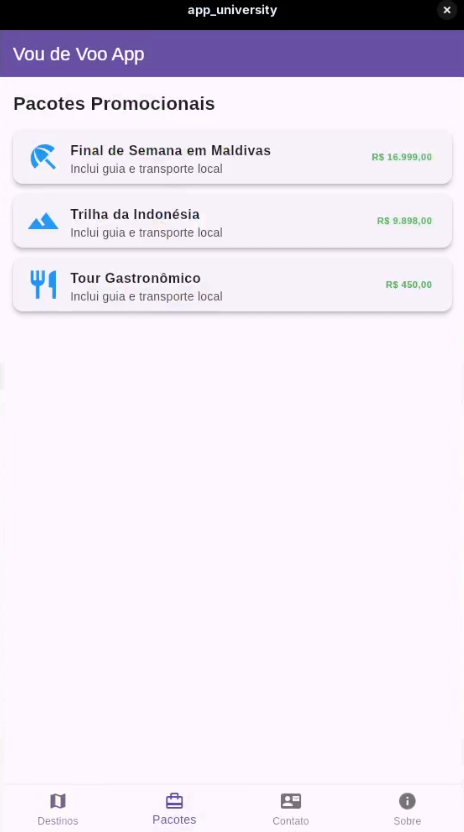 app_university
Vou de Voo App
Pacotes Promocionais
Final de Semana em Maldivas
Inclui guia e transporte local
R$ 16.999,00
Trilha da Indonésia
Inclui guia e transporte local
R$ 9.898,00
Tour Gastronômico
Inclui guia e transporte local
R$ 450,00
Destinos
Pacotes
Contato
Sobre